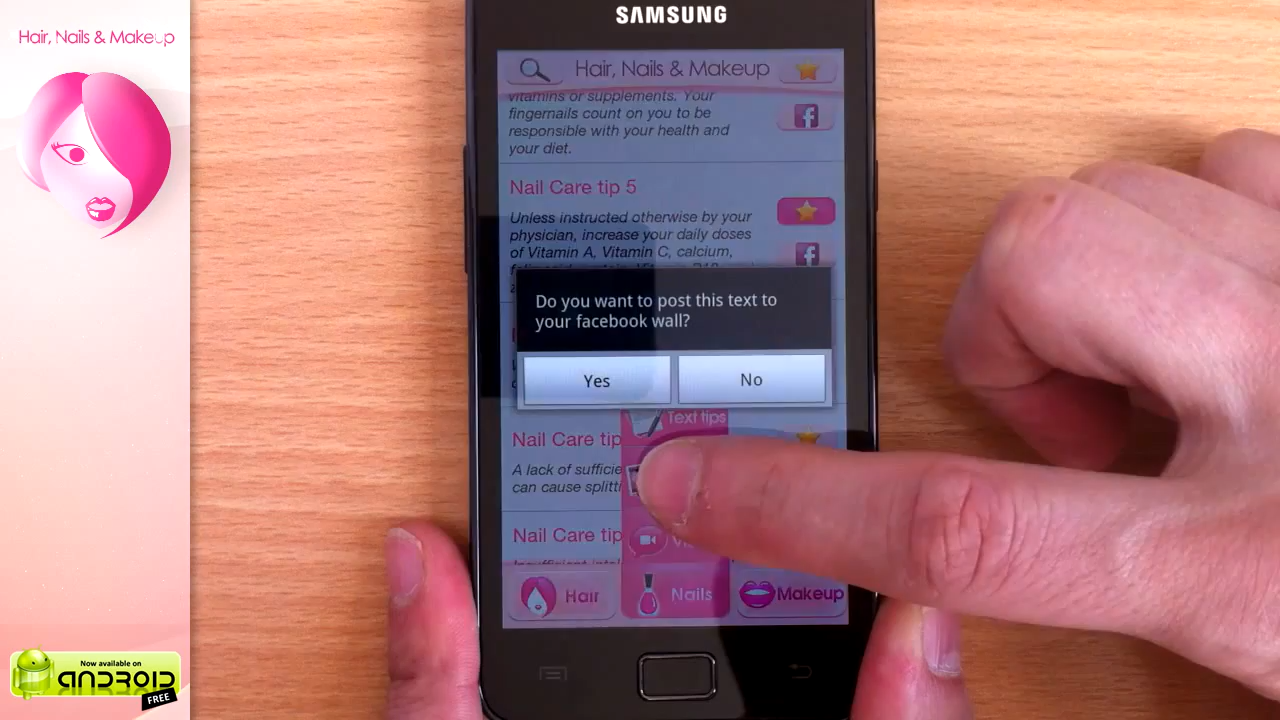 Hair, Nails & Makeup
SAMSUNG
Hair, Nails & Makeup
vitamins or supplements. Your
fingernails count on you to be
responsible with your health and
your diet.
Nail Care tip 5
Unless instructed otherwise by your
physician, increase your daily doses
of Vitamin A, Vitamin C, calcium,
Do you want to post this text to
your facebook wall?
Yes
No
Text tips
Nail Care tip
A lack of
can cause
Nail Care tip
Hair
Nails
Makeup
Now available on
ANDROID
FREE